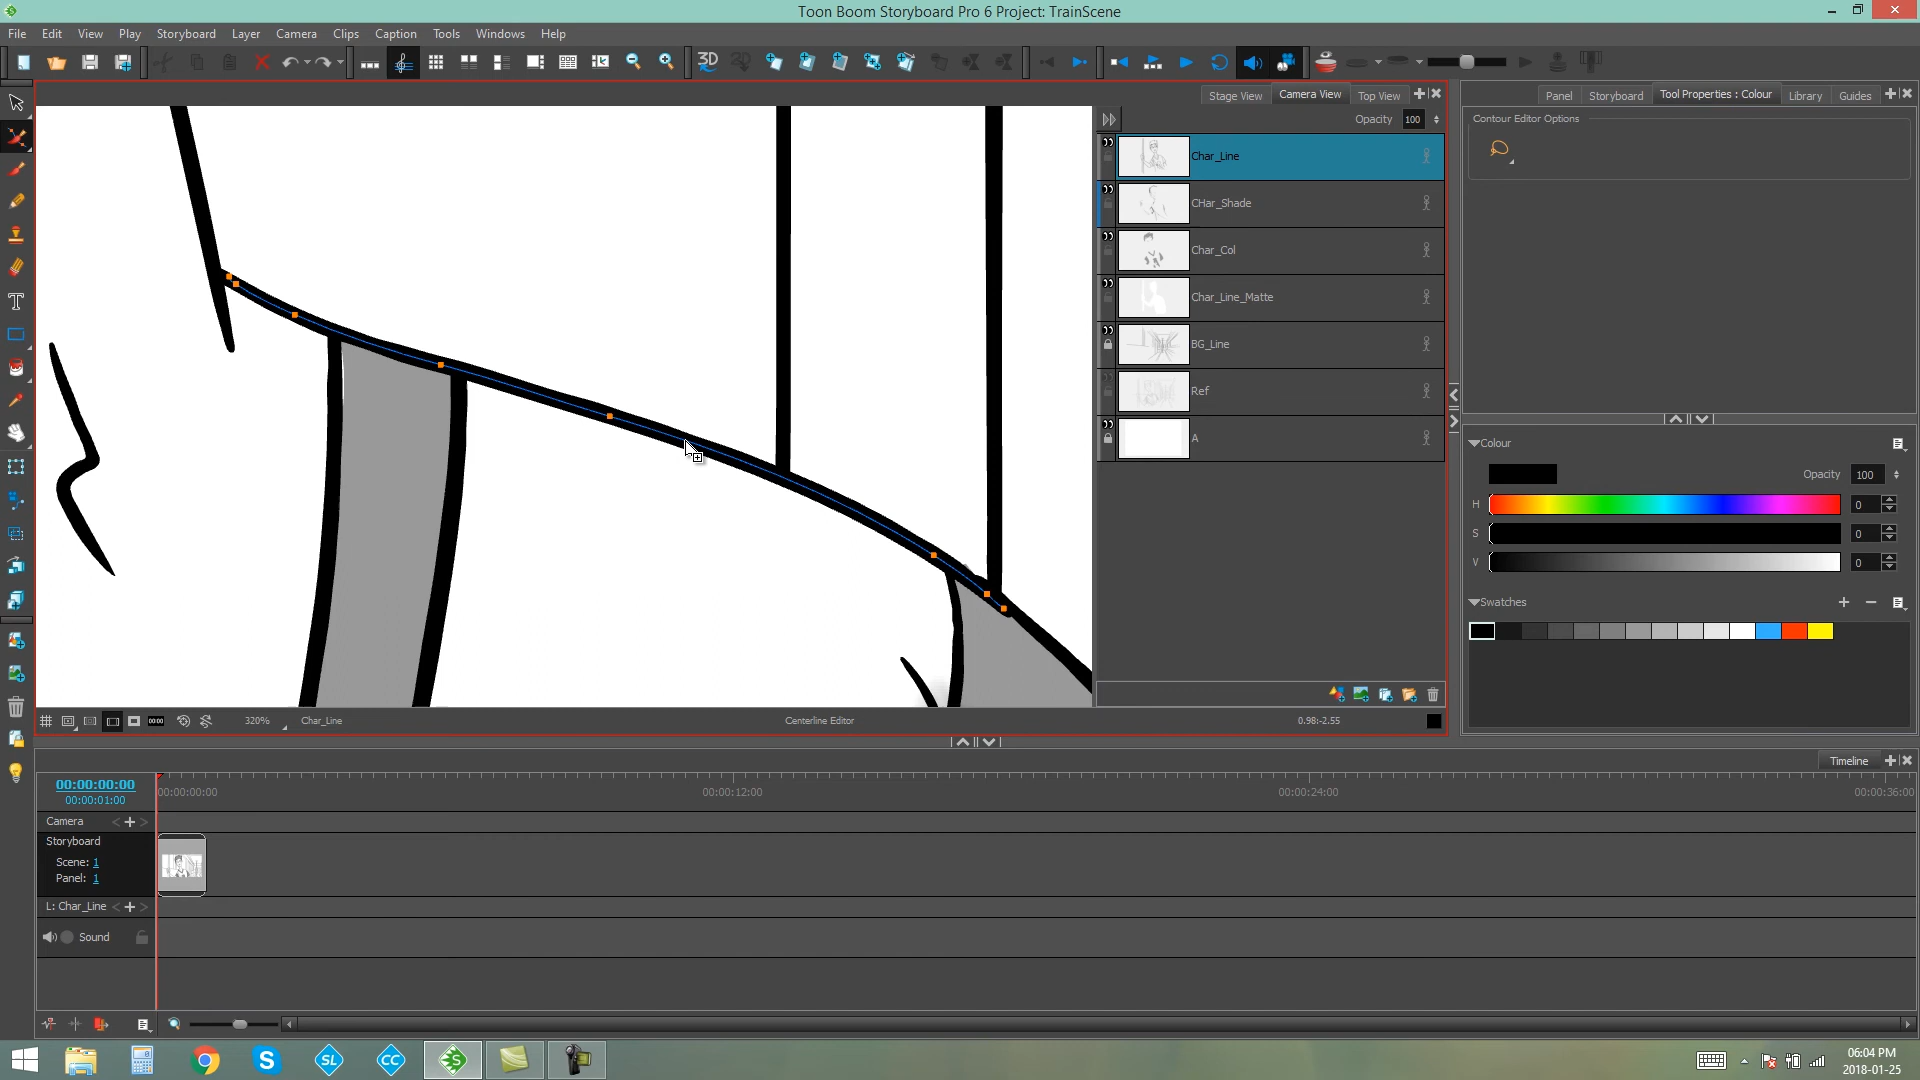 Toon Boom Storyboard Pro 6 Project: TrainScene
File Edit View Play Storyboard Layer Camera Clips Caption Tools Windows Help
3D
Stage View Camera View Top View
Panel Storyboard Tool Properties : Colour Library Guides
Opacity 100
Contour Editor Options
Char_Line
CHar_Shade
Char_Col
Char_Line_Matte
BG_Line
Ref
A
Colour
Opacity 100
H 0
S 0
V 0
Swatches
320% Char_Line Centerline Editor 0.98:-2.55
Timeline
00:00:00:00
00:00:01:00
00:00:00:00 00:00:12:00 00:00:24:00 00:00:36:00
Camera
Storyboard
Scene: 1
Panel: 1
L: Char_Line
Sound
S SL CC S
06:04 PM
2018-01-25